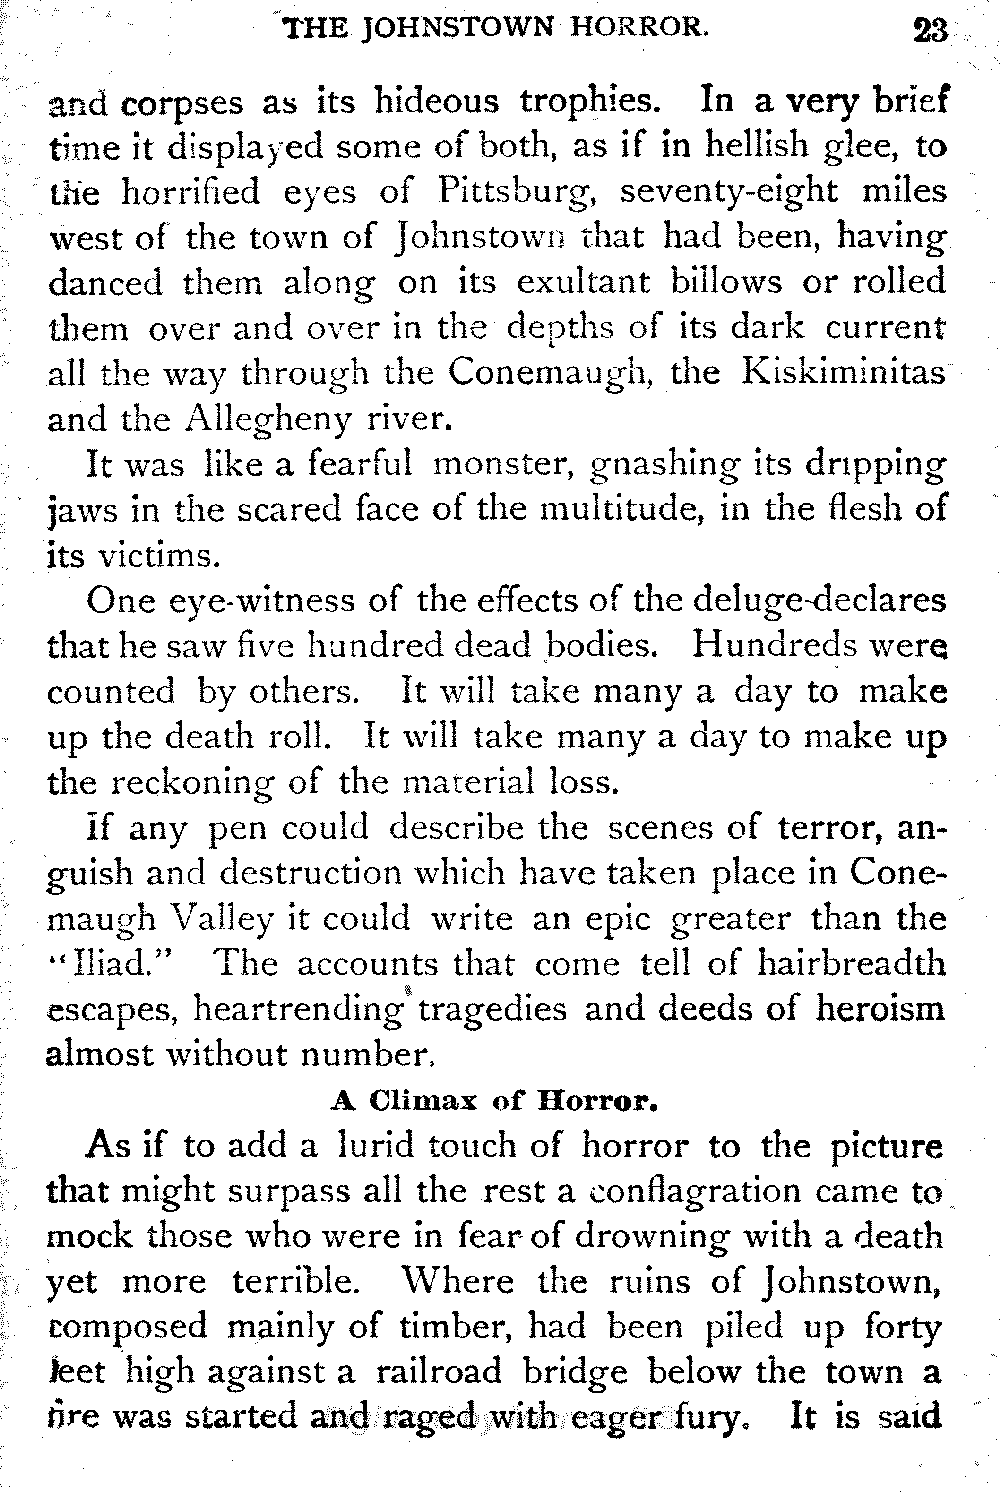 THE JOHNSTOWN HORROR. 23
and corpses as its hideous trophies. In a very brief
time it displayed some of both, as if in hellish glee, to
the horrified eyes of Pittsburg, seventy-eight miles
west of the town of Johnstown that had been, having
danced them along on its exultant billows or rolled
them over and over in the depths of its dark current
all the way through the Conemaugh, the Kiskiminitas
and the Allegheny river.
It was like a fearful monster, gnashing its dripping
jaws in the scared face of the multitude, in the flesh of
its victims.
One eye-witness of the effects of the deluge declares
that he saw five hundred dead bodies. Hundreds were
counted by others. It will take many a day to make
up the death roll. It will take many a day to make up
the reckoning of the material loss.
If any pen could describe the scenes of terror, an-
guish and destruction which have taken place in Cone-
maugh Valley it could write an epic greater than the
"Iliad." The accounts that come tell of hairbreadth
escapes, heartrending tragedies and deeds of heroism
almost without number.
A Climax of Horror.
As if to add a lurid touch of horror to the picture
that might surpass all the rest a conflagration came to
mock those who were in fear of drowning with a death
yet more terrible. Where the ruins of Johnstown,
composed mainly of timber, had been piled up forty
feet high against a railroad bridge below the town a
fire was started and raged with eager fury. It is said